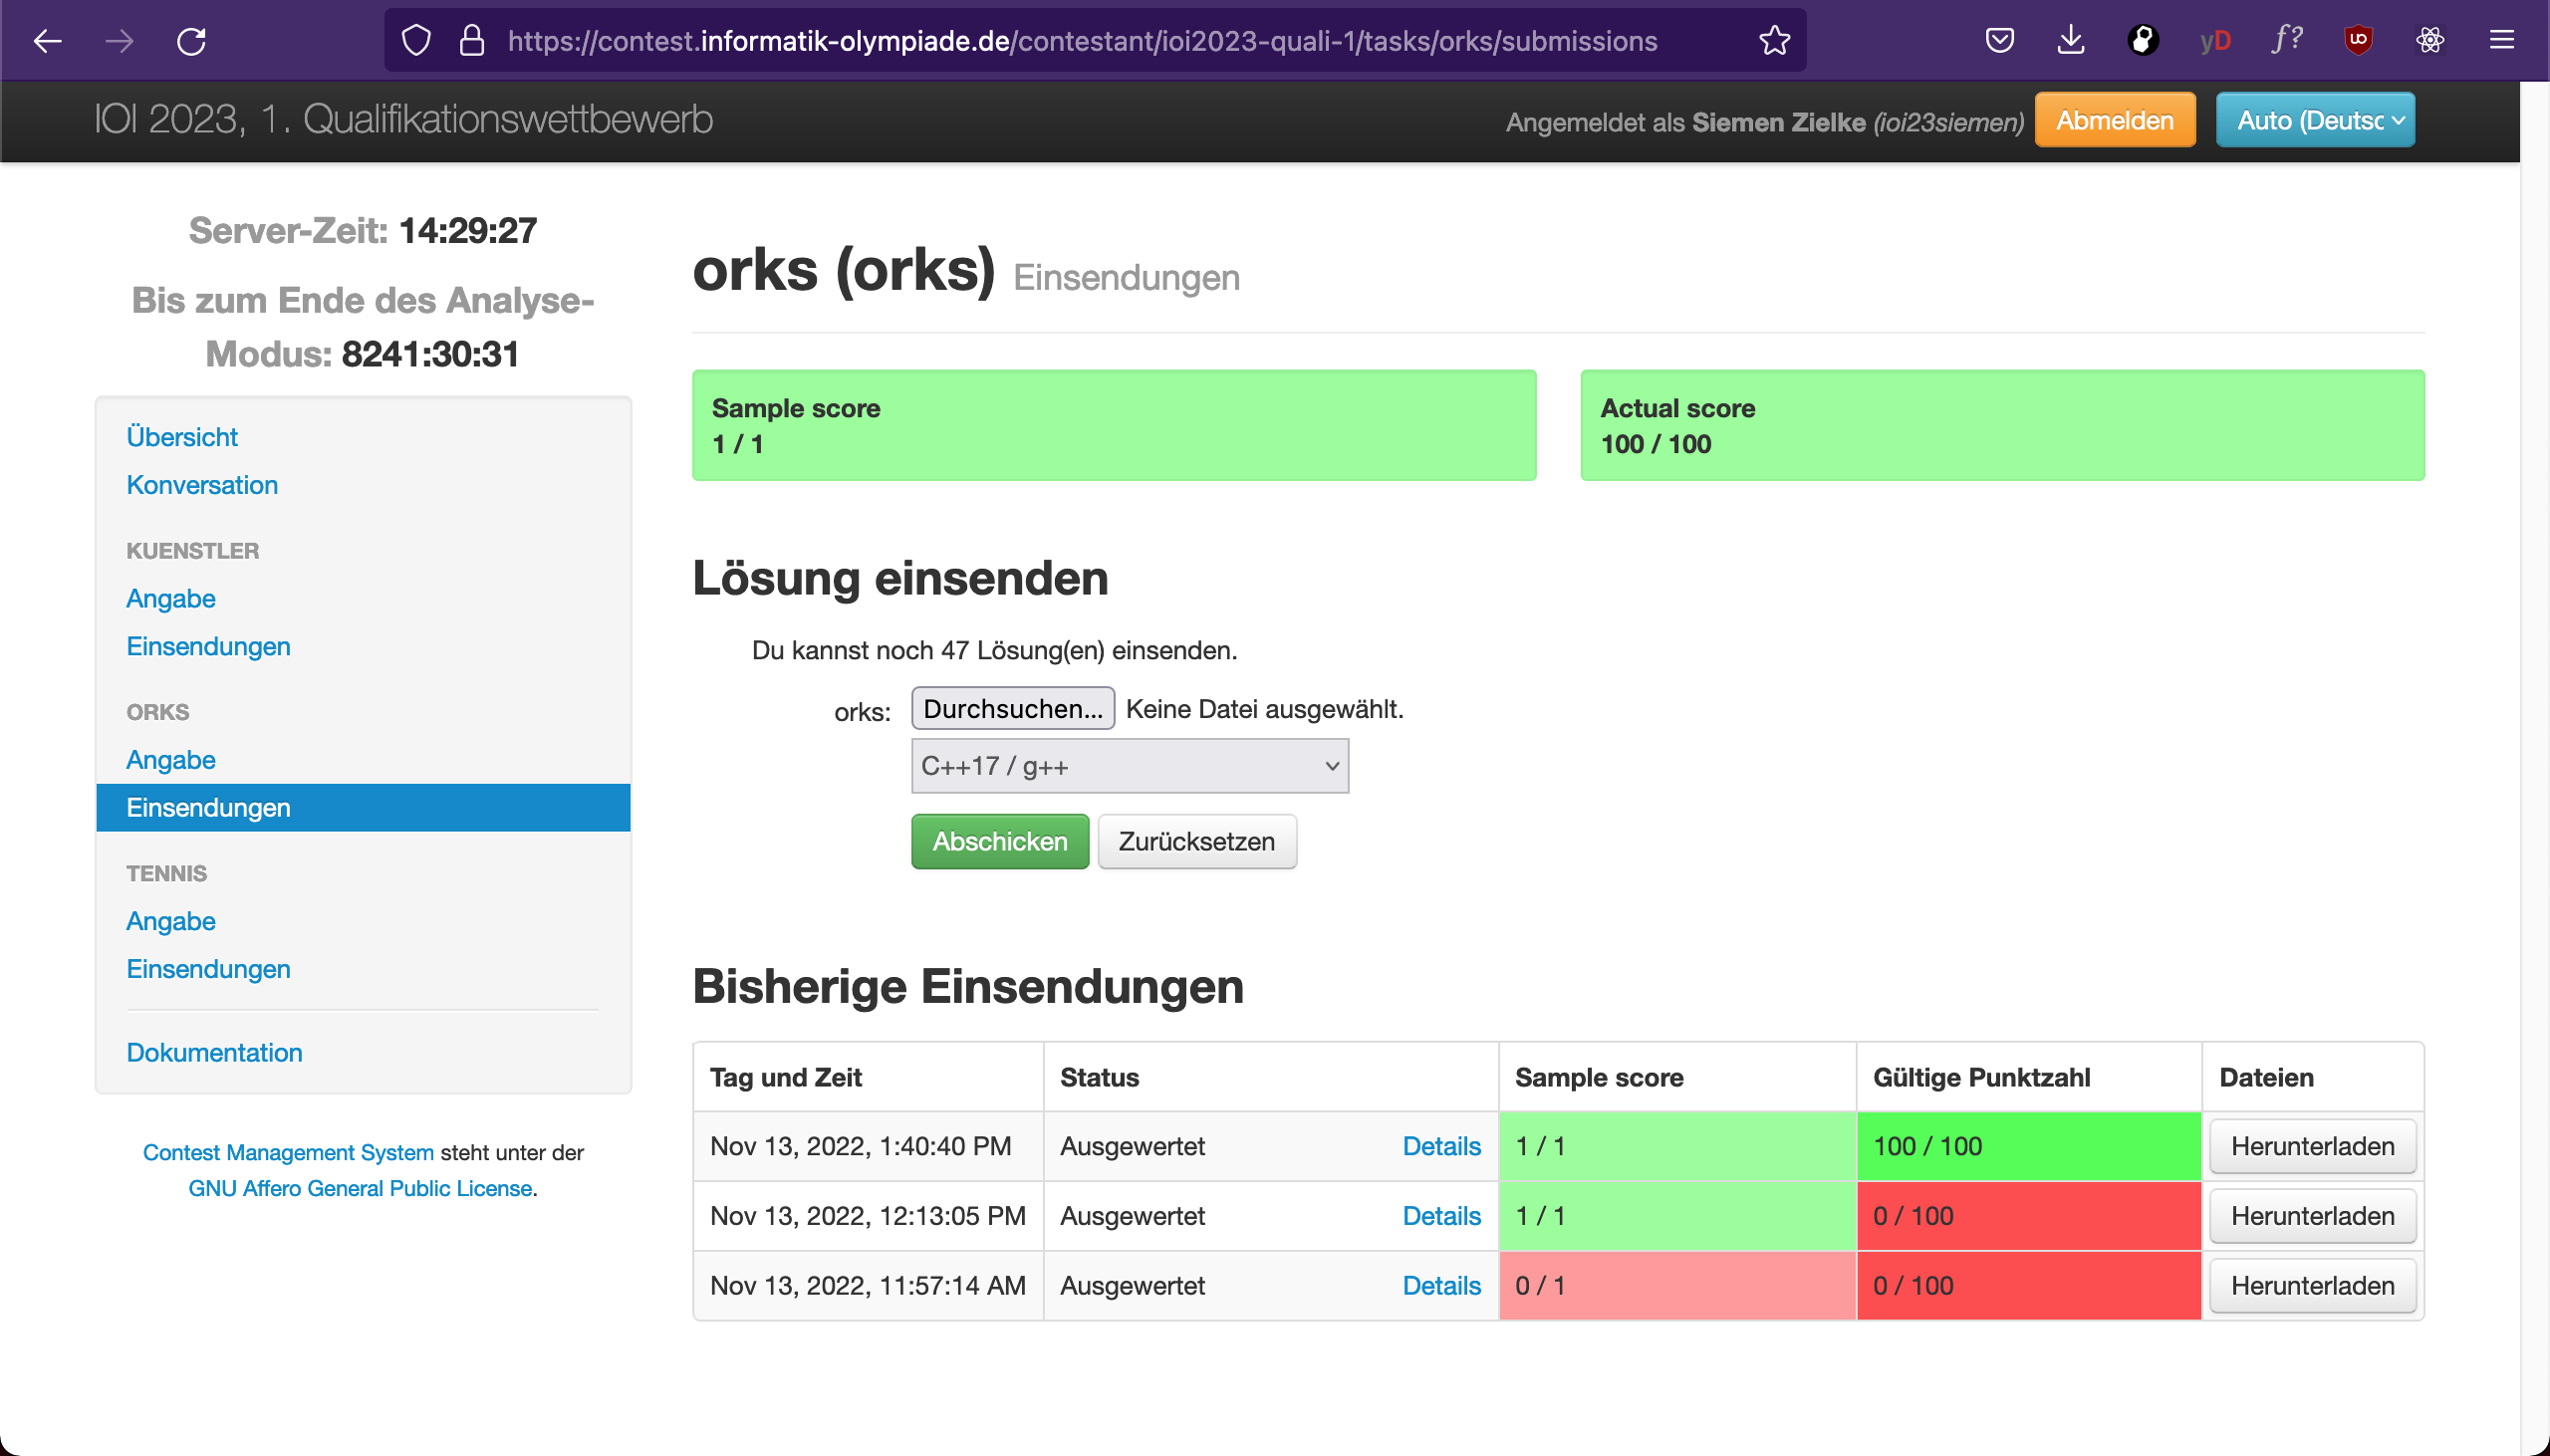 https://contest.informatik-olympiade.de/contestant/ioi2023-quali-1/tasks/orks/submissions
yD
f?
UO
IOI 2023, 1. Qualifikationswettbewerb
Angemeldet als Siemen Zielke (ioi23siemen)
Abmelden
Auto (Deutsc
Server-Zeit: 14:29:27
Bis zum Ende des Analyse-
Modus: 8241:30:31
Übersicht
Konversation
KUENSTLER
Angabe
Einsendungen
ORKS
Angabe
Einsendungen
TENNIS
Angabe
Einsendungen
Dokumentation
Contest Management System steht unter der
GNU Affero General Public License.
orks (orks) Einsendungen
Sample score
1 / 1
Actual score
100 / 100
Lösung einsenden
Du kannst noch 47 Lösung(en) einsenden.
orks: Durchsuchen... Keine Datei ausgewählt.
C++17 / g++
Abschicken Zurücksetzen
Bisherige Einsendungen
Tag und Zeit Status Sample score Gültige Punktzahl Dateien
Nov 13, 2022, 1:40:40 PM Ausgewertet Details 1 / 1 100 / 100 Herunterladen
Nov 13, 2022, 12:13:05 PM Ausgewertet Details 1 / 1 0 / 100 Herunterladen
Nov 13, 2022, 11:57:14 AM Ausgewertet Details 0 / 1 0 / 100 Herunterladen